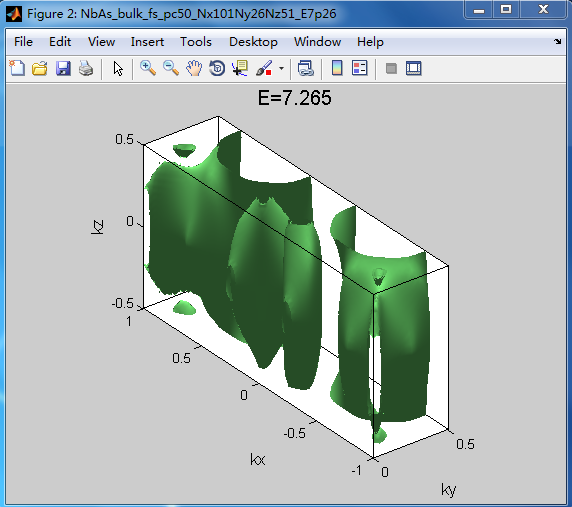 Figure 2: NbAs_bulk_fs_pc50_Nx101Ny26Nz51_E7p26
File Edit View Insert Tools Desktop Window Help
E=7.265
0.5
0
-0.5
kz
1
0.5
0
-0.5
-1
kx
0
0.5
ky